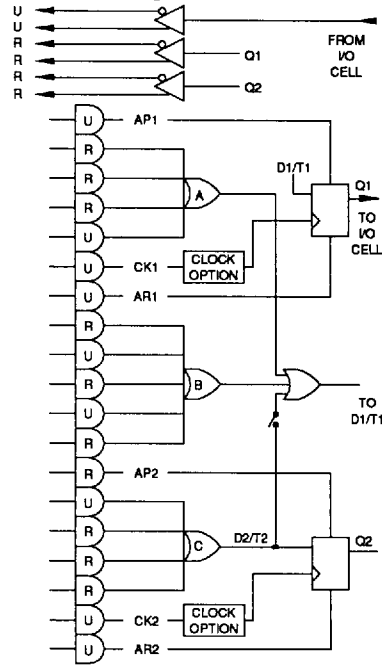 U
U
R
R
R
R
FROM
I/O
CELL
Q1
Q2
U AP1
R
R
R
U
A
D1/T1
Q1
TO
I/O
CELL
U CK1 CLOCK
OPTION
U AR1
R
U
R
U
R
B
TO
D1/T1
R AP2
U
R
R
R
C D2/T2
Q2
U CK2 CLOCK
OPTION
U AR2